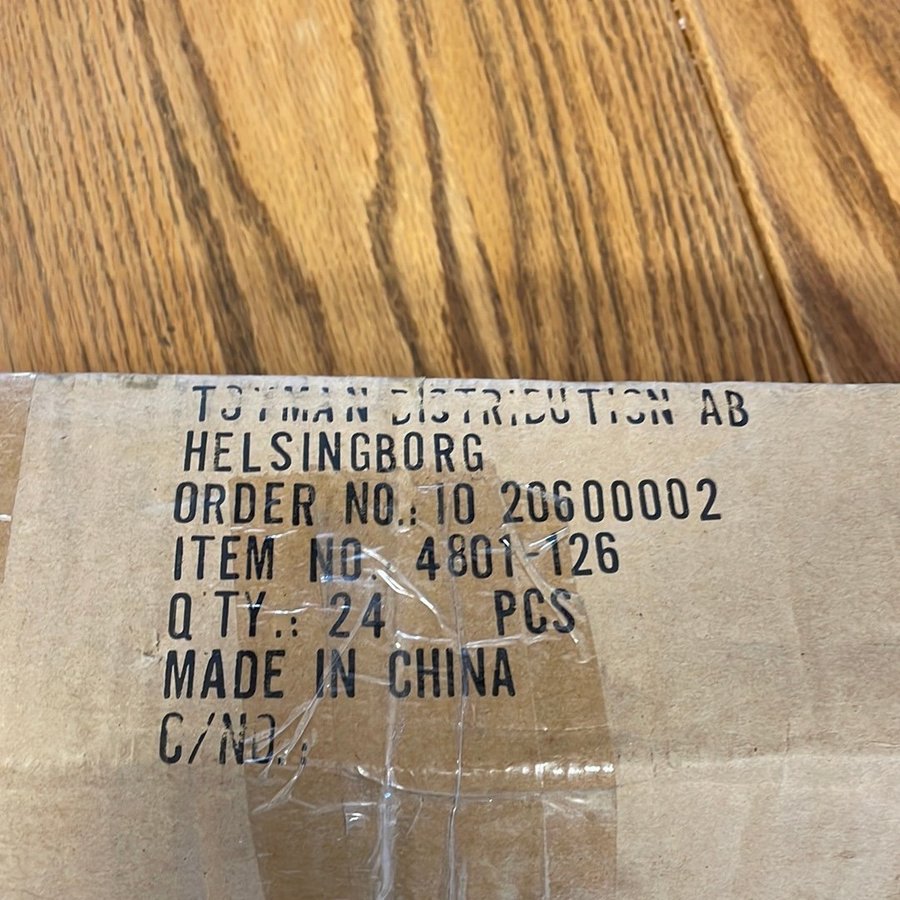 TOYMAN DISTRIBUTION AB
HELSINGBORG
ORDER NO.: 10 20600002
ITEM NO. 4801-126
Q'TY.: 24 PCS
MADE IN CHINA
C/NO.: